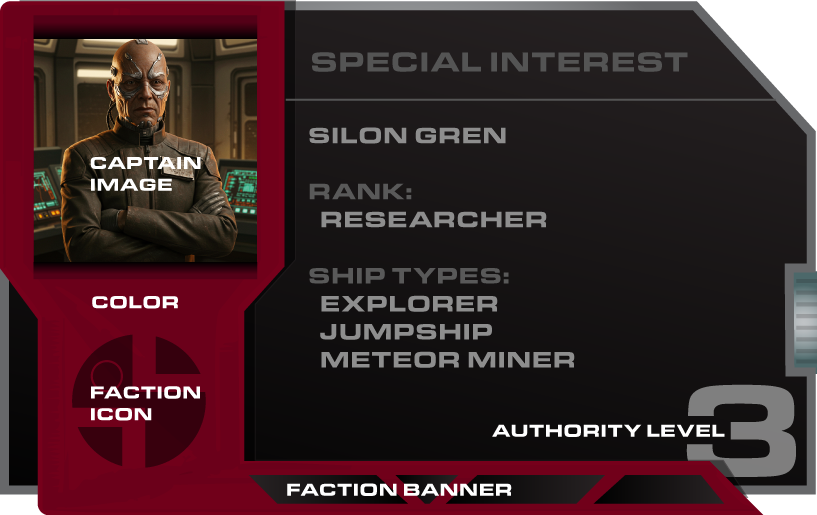 SPECIAL INTEREST
CAPTAIN
IMAGE
SILON GREN
RANK:
RESEARCHER
SHIP TYPES:
EXPLORER
JUMPSHIP
METEOR MINER
COLOR
FACTION
ICON
AUTHORITY LEVEL
3
FACTION BANNER